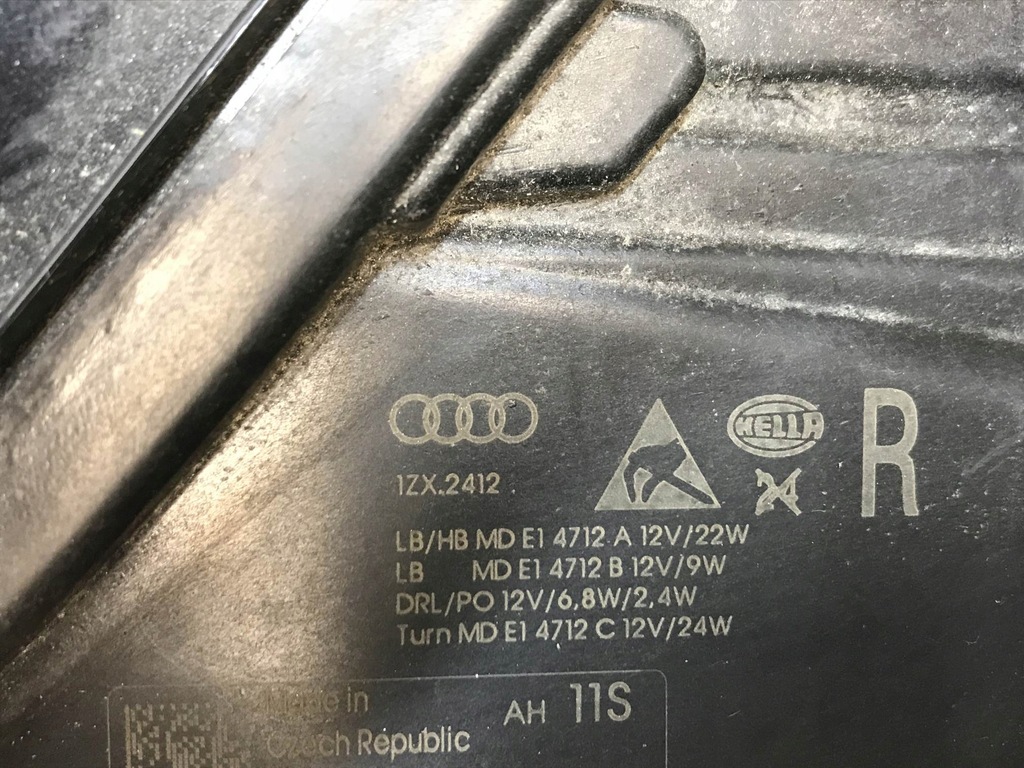 HELLA
R
1ZX.2412
24
LB/HB MD E1 4712 A 12V/22W
LB MD E1 4712 B 12V/9W
DRL/PO 12V/6,8W/2,4W
Turn MD E1 4712 C 12V/24W
Made in
Czech Republic
AH 11S